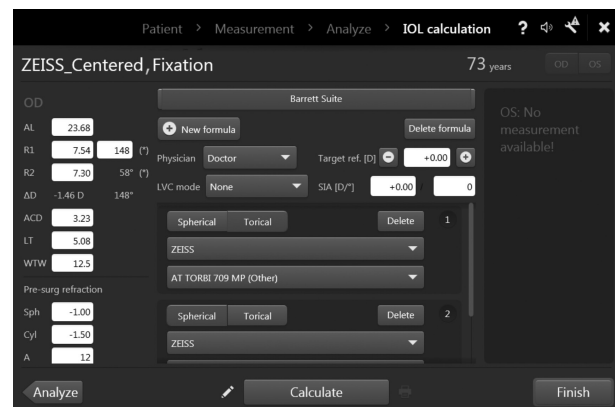 Patient > Measurement > Analyze > IOL calculation ?
ZEISS_Centered,Fixation 73 years OD OS
OD
AL 23.68
R1 7.54 148 (°)
R2 7.30 58° (°)
ΔD -1.46 D 148°
ACD 3.23
LT 5.08
WTW 12.5
Pre-surg refraction
Sph -1.00
Cyl -1.50
A 12
Barrett Suite
New formula Delete formula
Physician Doctor Target ref. [D] +0.00
LVC mode None SIA [D/°] +0.00 / 0
Spherical Torical Delete 1
ZEISS
AT TORBI 709 MP (Other)
Spherical Torical Delete 2
ZEISS
OS: No
measurement
available!
Analyze Calculate Finish